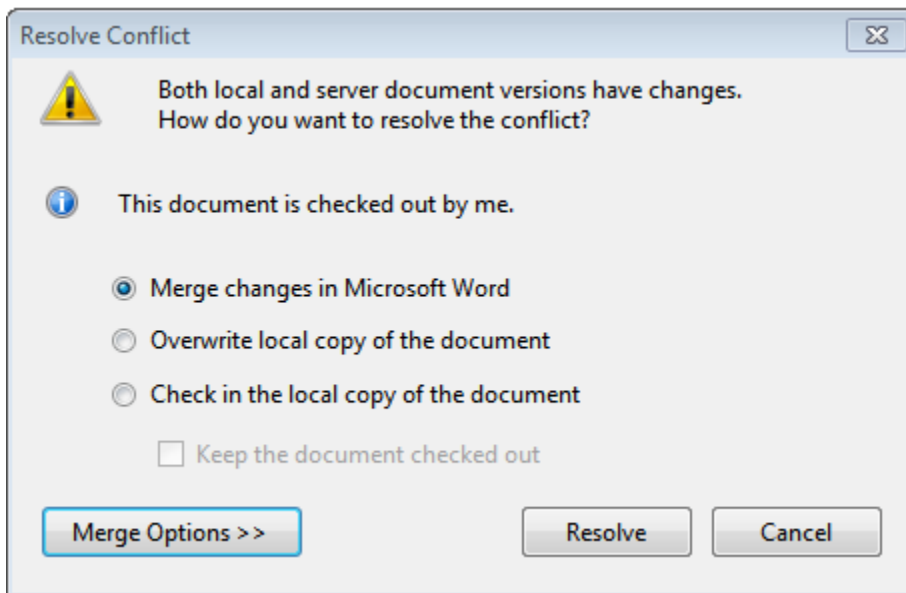 Resolve Conflict
Both local and server document versions have changes.
How do you want to resolve the conflict?
This document is checked out by me.
Merge changes in Microsoft Word
Overwrite local copy of the document
Check in the local copy of the document
Keep the document checked out
Merge Options >>
Resolve
Cancel